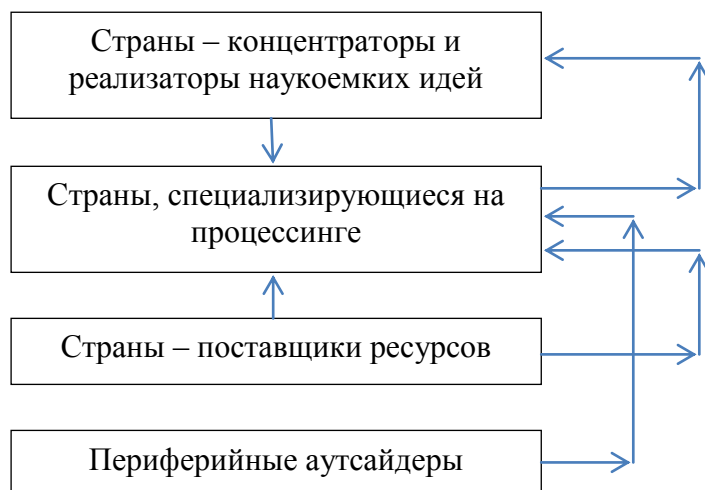 Страны – концентраторы и
реализаторы наукоемких идей
Страны, специализирующиеся на
процессинге
Страны – поставщики ресурсов
Периферийные аутсайдеры